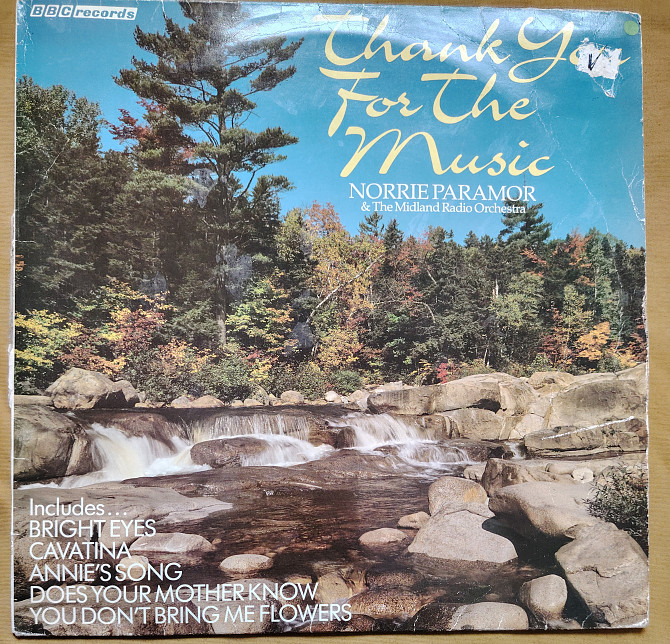 BBC records
Thank You
For The
Music
NORRIE PARAMOR
& The Midland Radio Orchestra
Includes...
BRIGHT EYES
CAVATINA
ANNIE'S SONG
DOES YOUR MOTHER KNOW
YOU DON'T BRING ME FLOWERS